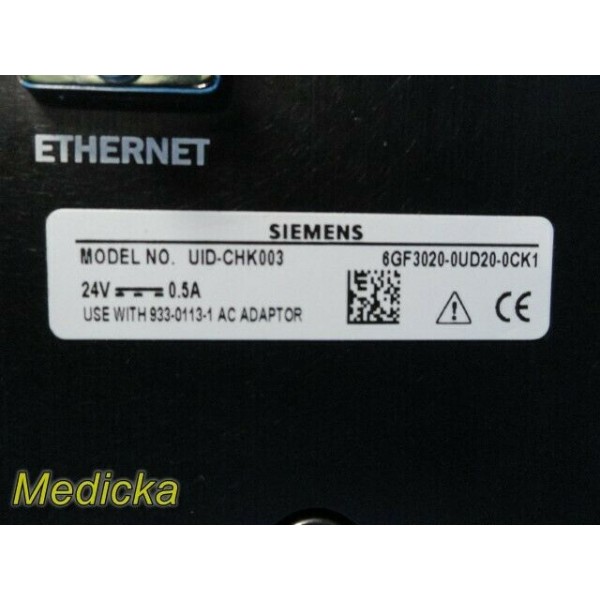 ETHERNET
SIEMENS
MODEL NO. UID-CHK003 6GF3020-0UD20-0CK1
24V ⎓ 0.5A
USE WITH 933-0113-1 AC ADAPTOR
CE
Medicka